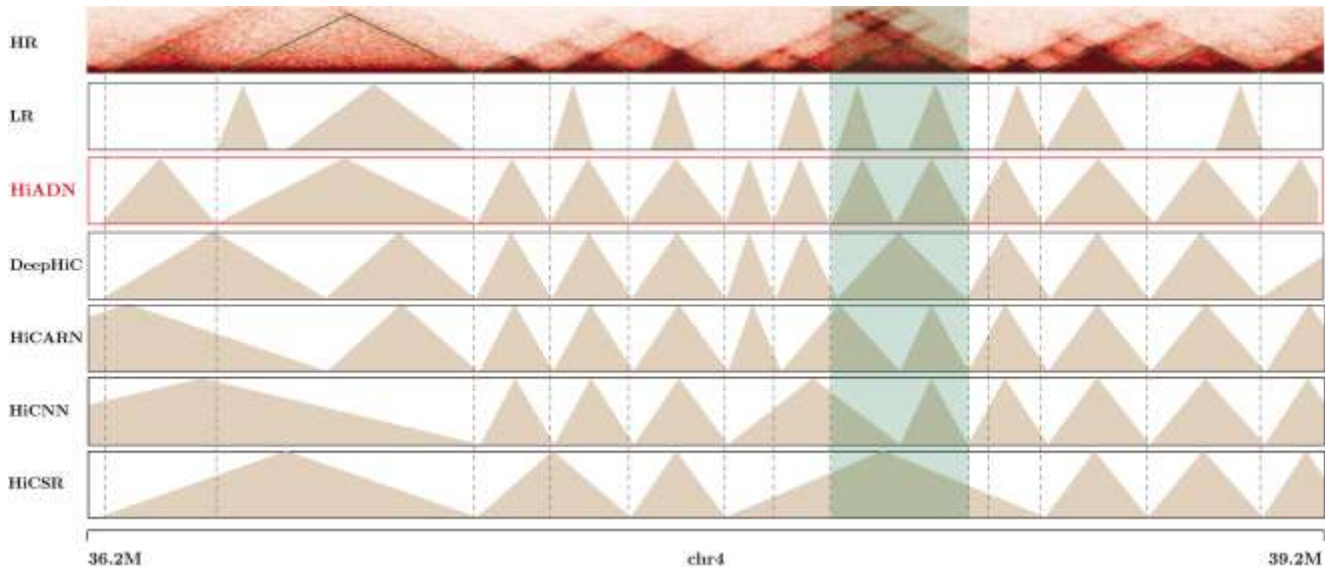 HR
LR
HiADN
DeepHiC
HiCARN
HiCNN
HiCSR
36.2M chr4 39.2M